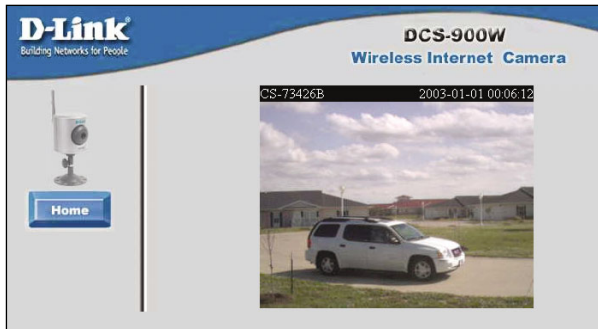 D-Link
Building Networks for People
DCS-900W
Wireless Internet Camera
CS-73426B 2003-01-01 00:06:12
Home